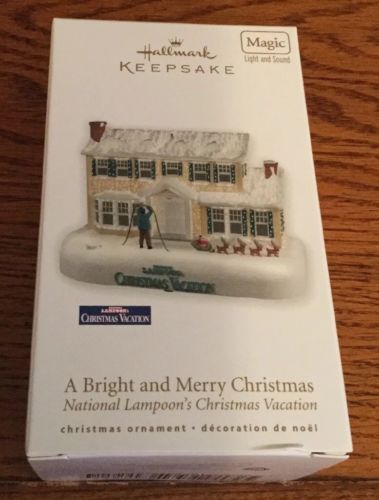 Hallmark
KEEPSAKE
Magic
Light and Sound
CHRISTMAS VACATION
LAMPOON'S
CHRISTMAS VACATION
A Bright and Merry Christmas
National Lampoon's Christmas Vacation
christmas ornament • décoration de noël